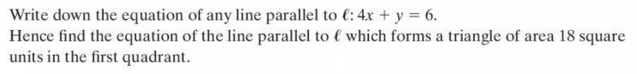 Write down the equation of any line parallel to ℓ: 4x + y = 6.
Hence find the equation of the line parallel to ℓ which forms a triangle of area 18 square
units in the first quadrant.